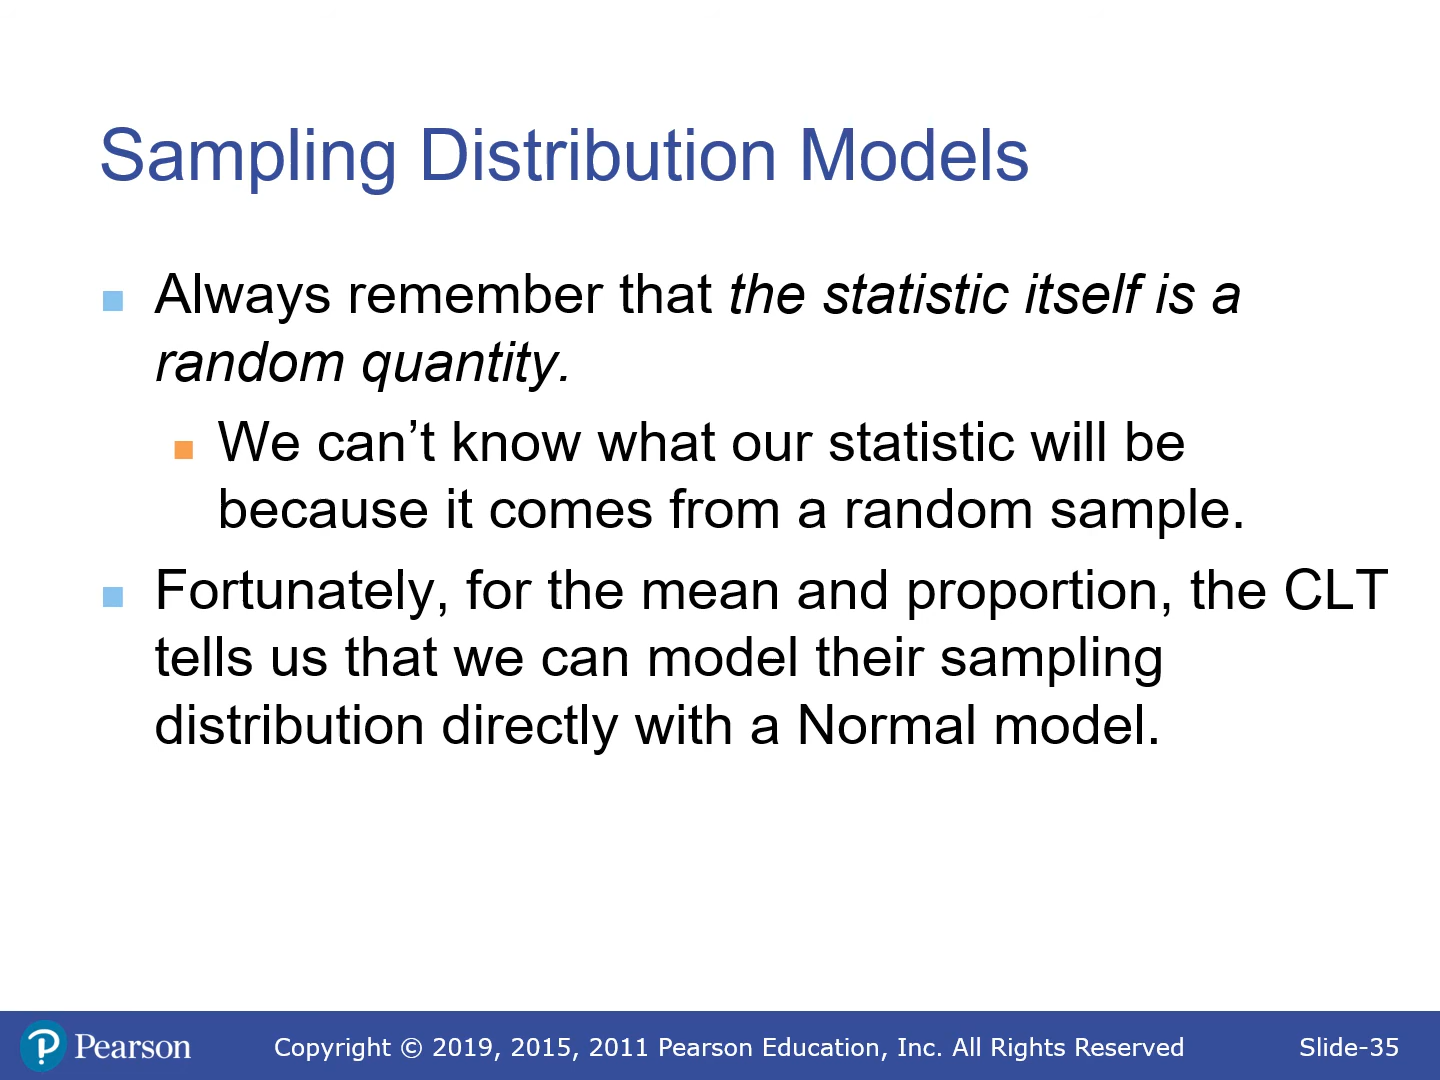 Sampling Distribution Models
Always remember that the statistic itself is a
random quantity.
We can’t know what our statistic will be
because it comes from a random sample.
Fortunately, for the mean and proportion, the CLT
tells us that we can model their sampling
distribution directly with a Normal model.
Pearson
Copyright © 2019, 2015, 2011 Pearson Education, Inc. All Rights Reserved
Slide-35